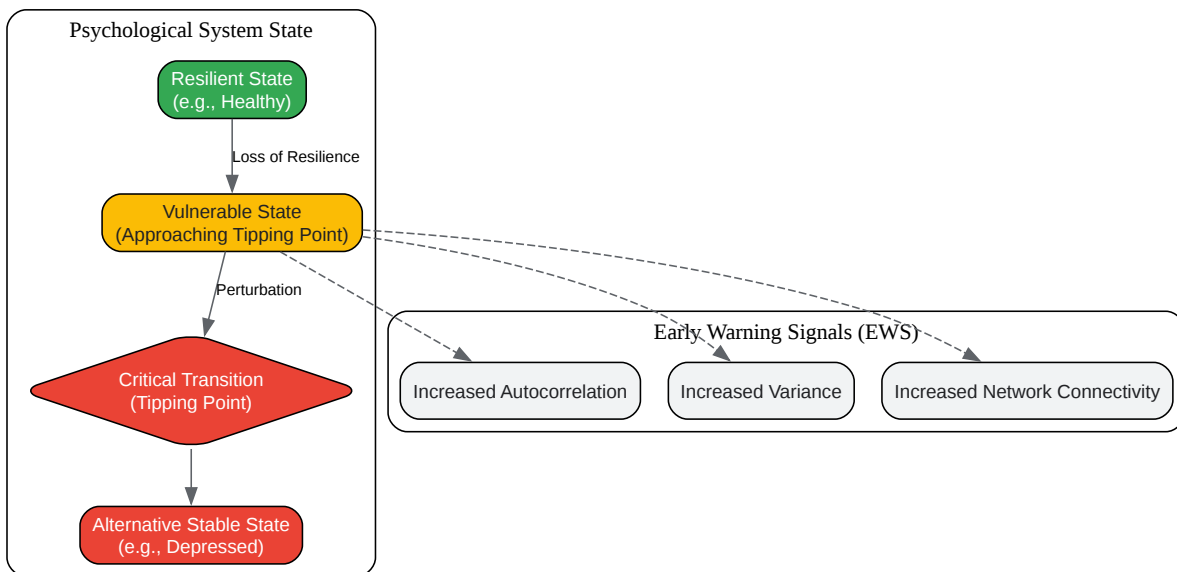 Psychological System State
Resilient State
(e.g., Healthy)
Loss of Resilience
Vulnerable State
(Approaching Tipping Point)
Perturbation
Critical Transition
(Tipping Point)
Alternative Stable State
(e.g., Depressed)
Early Warning Signals (EWS)
Increased Autocorrelation
Increased Variance
Increased Network Connectivity